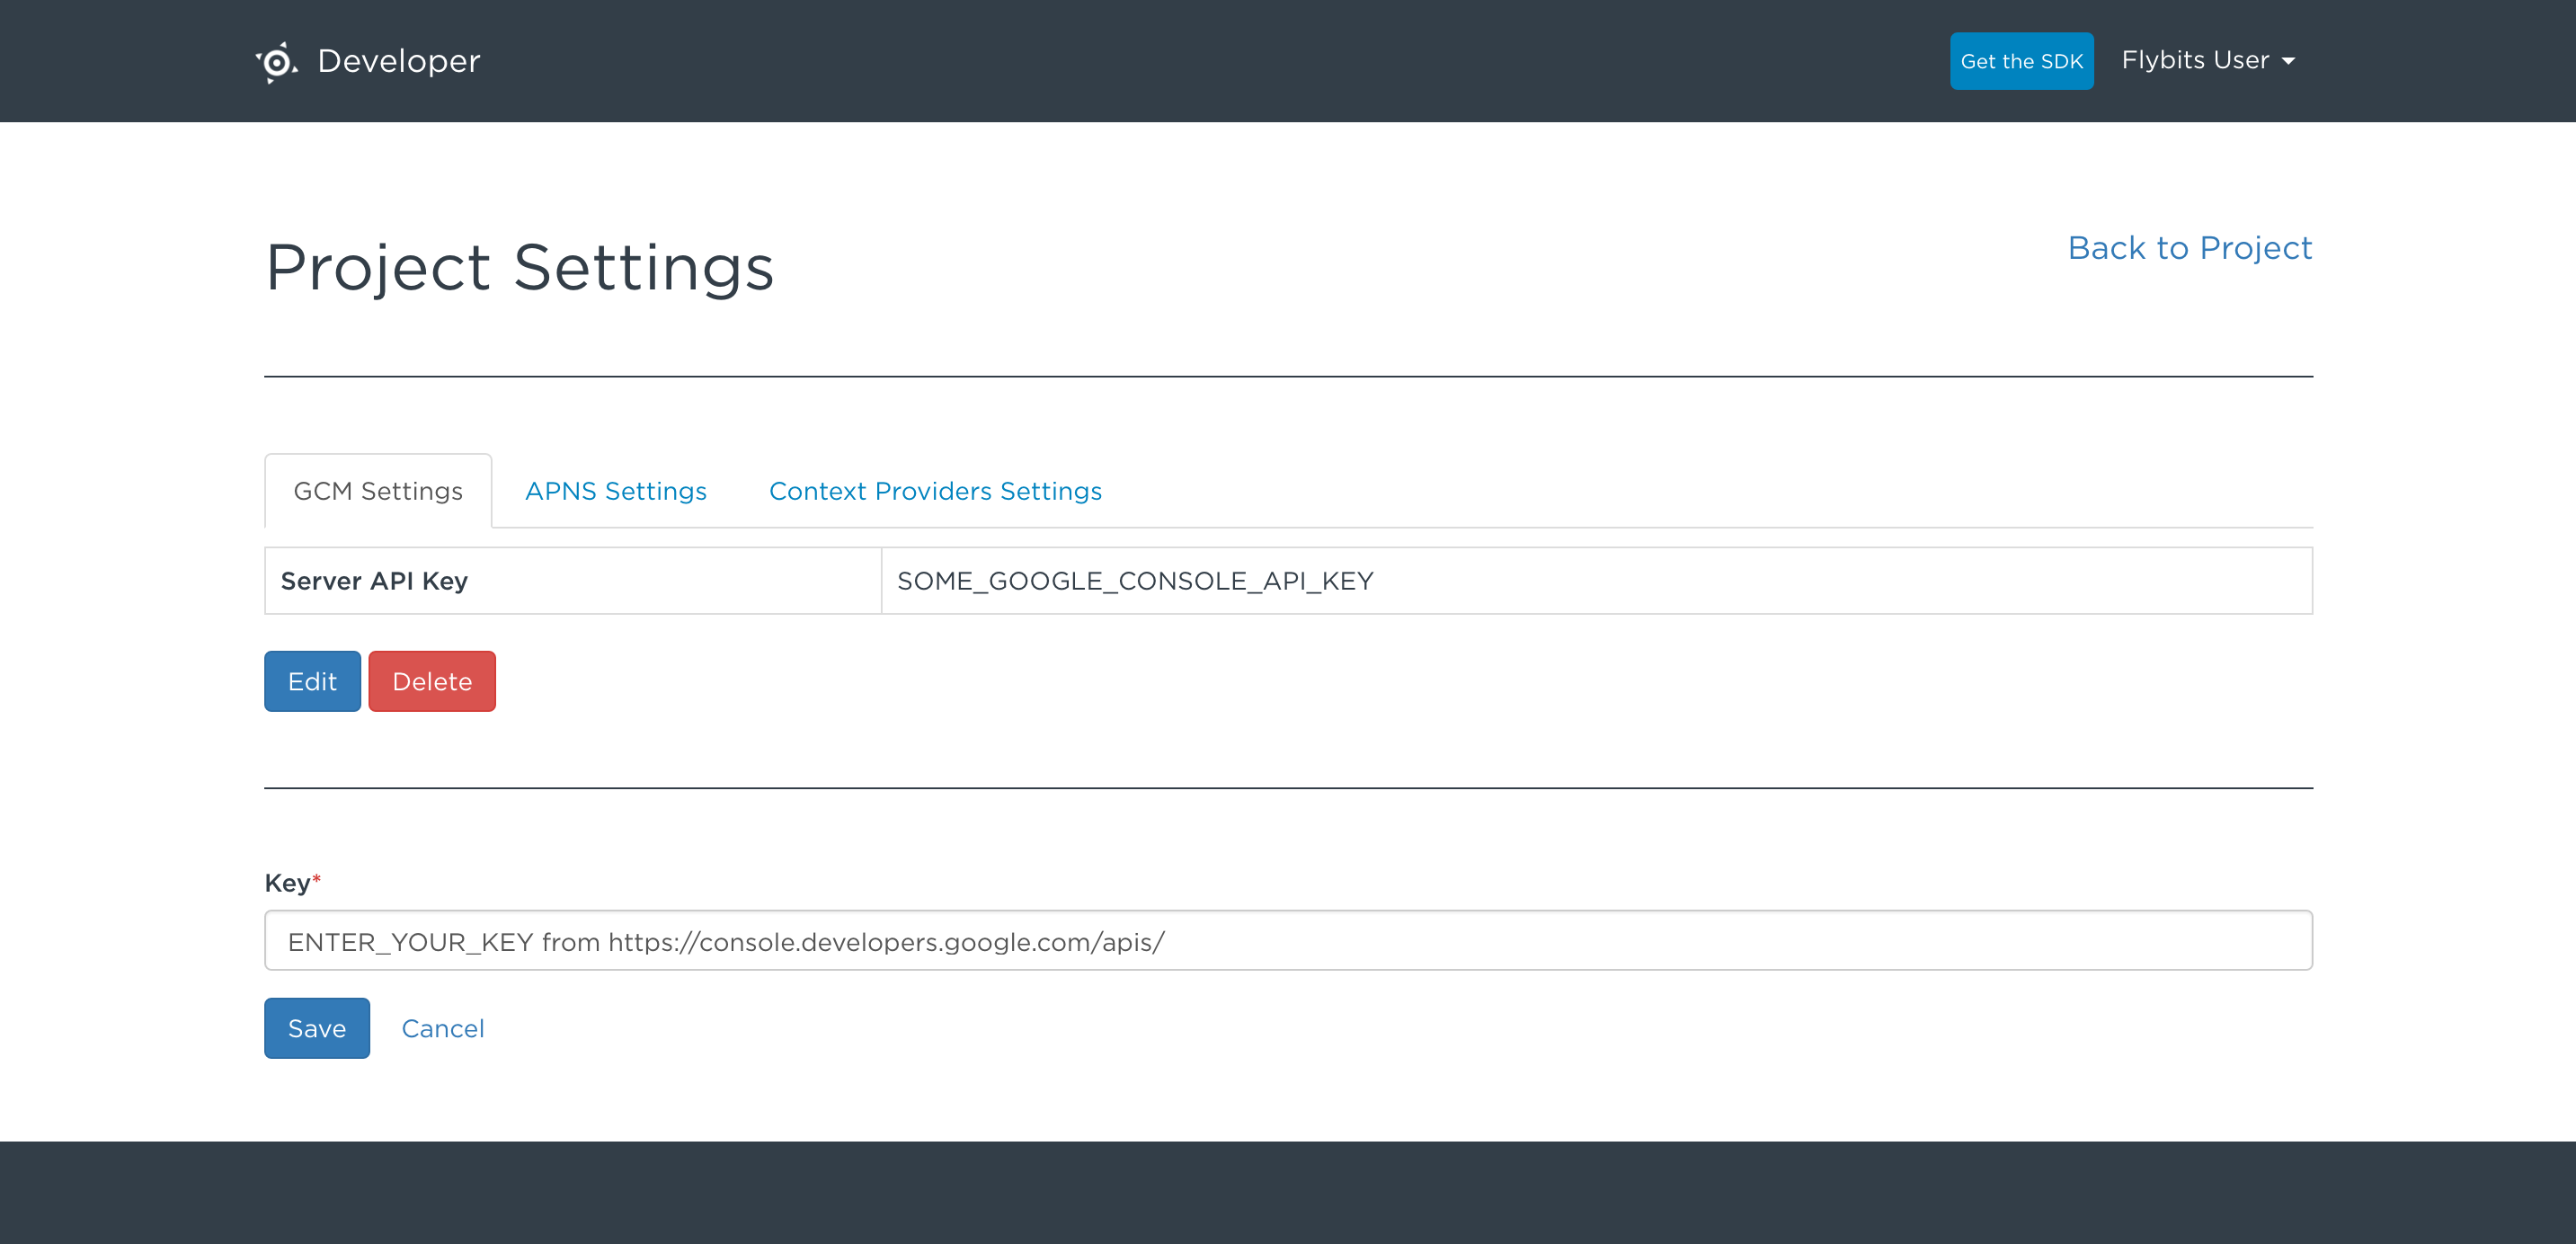 Developer
Get the SDK
Flybits User
Project Settings
Back to Project
GCM Settings
APNS Settings
Context Providers Settings
Server API Key
SOME_GOOGLE_CONSOLE_API_KEY
Edit
Delete
Key*
ENTER_YOUR_KEY from https://console.developers.google.com/apis/
Save
Cancel